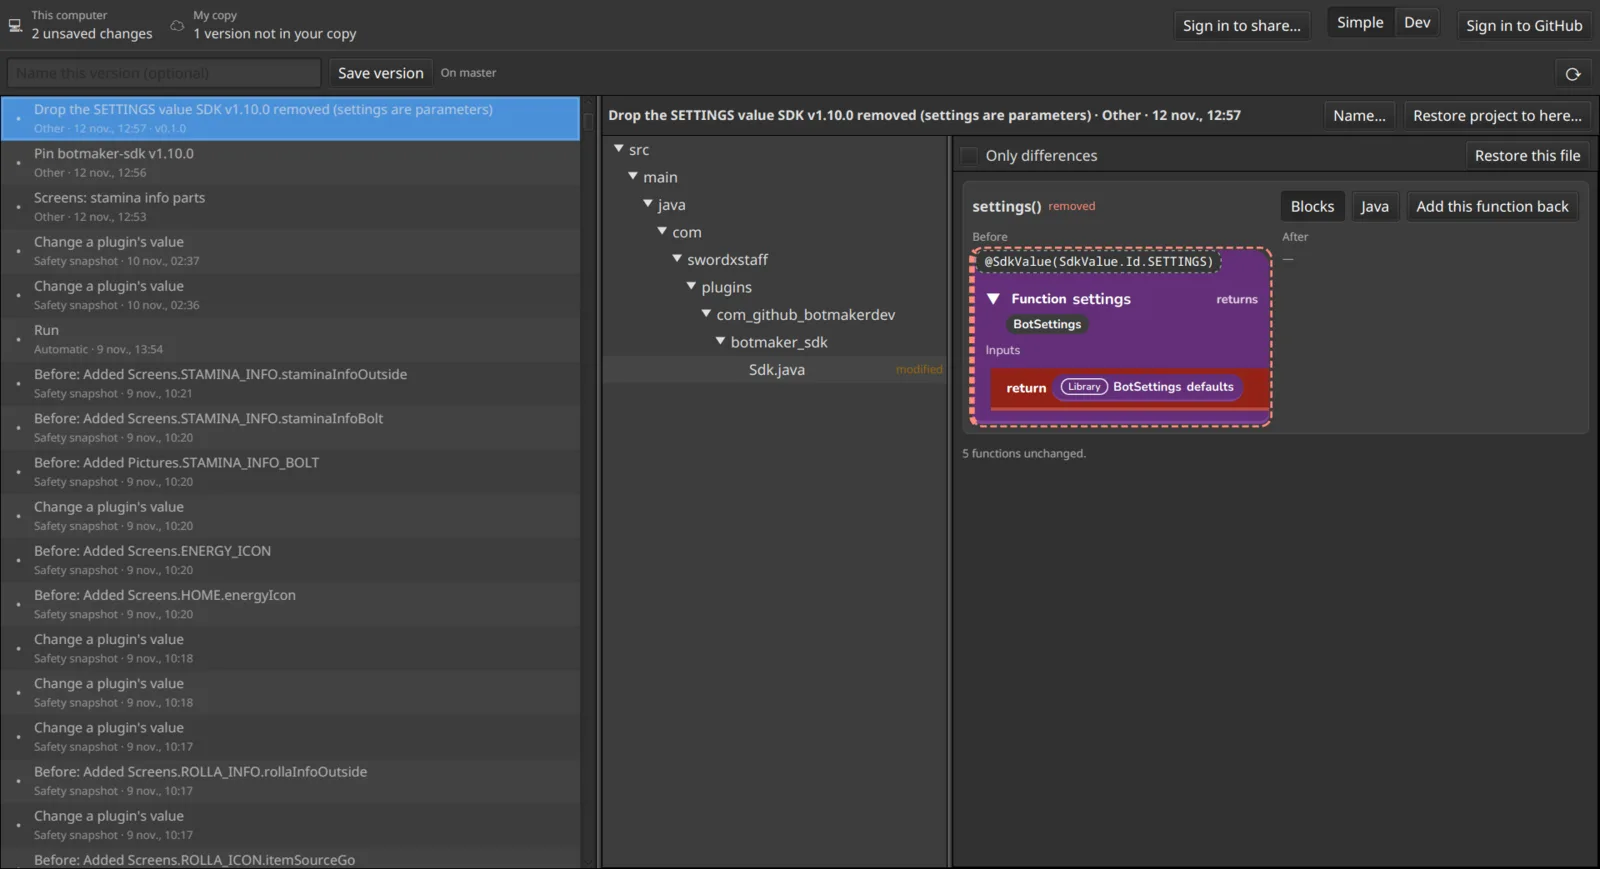 This computer
2 unsaved changes
My copy
1 version not in your copy
Sign in to share...
Simple
Dev
Sign in to GitHub
Name this version (optional)
Save version
On master
Drop the SETTINGS value SDK v1.10.0 removed (settings are parameters)
Other · 12 nov., 12:57 · v0.1.0
Pin botmaker-sdk v1.10.0
Other · 12 nov., 12:56
Screens: stamina info parts
Other · 12 nov., 12:53
Change a plugin's value
Safety snapshot · 10 nov., 02:37
Change a plugin's value
Safety snapshot · 10 nov., 02:36
Run
Automatic · 9 nov., 13:54
Before: Added Screens.STAMINA_INFO.staminaInfoOutside
Safety snapshot · 9 nov., 10:21
Before: Added Screens.STAMINA_INFO.staminaInfoBolt
Safety snapshot · 9 nov., 10:20
Before: Added Pictures.STAMINA_INFO_BOLT
Safety snapshot · 9 nov., 10:20
Change a plugin's value
Safety snapshot · 9 nov., 10:20
Before: Added Screens.ENERGY_ICON
Safety snapshot · 9 nov., 10:20
Before: Added Screens.HOME.energyIcon
Safety snapshot · 9 nov., 10:20
Change a plugin's value
Safety snapshot · 9 nov., 10:18
Change a plugin's value
Safety snapshot · 9 nov., 10:18
Change a plugin's value
Safety snapshot · 9 nov., 10:17
Before: Added Screens.ROLLA_INFO.rollaInfoOutside
Safety snapshot · 9 nov., 10:17
Change a plugin's value
Safety snapshot · 9 nov., 10:17
Before: Added Screens.ROLLA_ICON.itemSourceGo
Drop the SETTINGS value SDK v1.10.0 removed (settings are parameters) · Other · 12 nov., 12:57
Name...
Restore project to here...
src
main
java
com
swordxstaff
plugins
com_github_botmakerdev
botmaker_sdk
Sdk.java modified
Only differences
Restore this file
settings() removed
Blocks
Java
Add this function back
Before
After
@SdkValue(SdkValue.Id.SETTINGS)
—
Function settings returns
BotSettings
Inputs
return Library BotSettings defaults
5 functions unchanged.